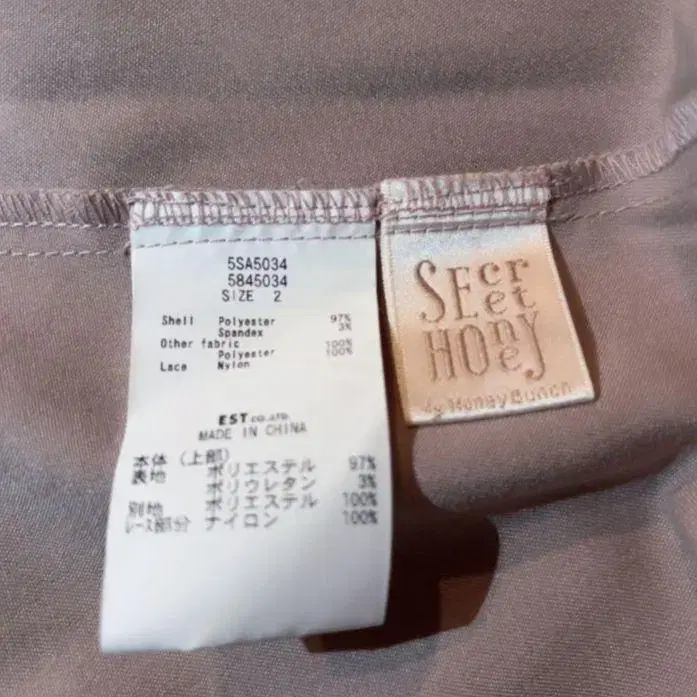 5SA5034
5845034
SIZE 2
Shell Polyester 97%
Spandex 3%
Other fabric
Polyester 100%
Lace Nylon 100%
EST CO.,LTD.
MADE IN CHINA
本体 (上部)
表地 ポリエステル 97%
ポリウレタン 3%
別地 ポリエステル 100%
レース部分 ナイロン 100%
SEcret
HOney
by Honey Bunch